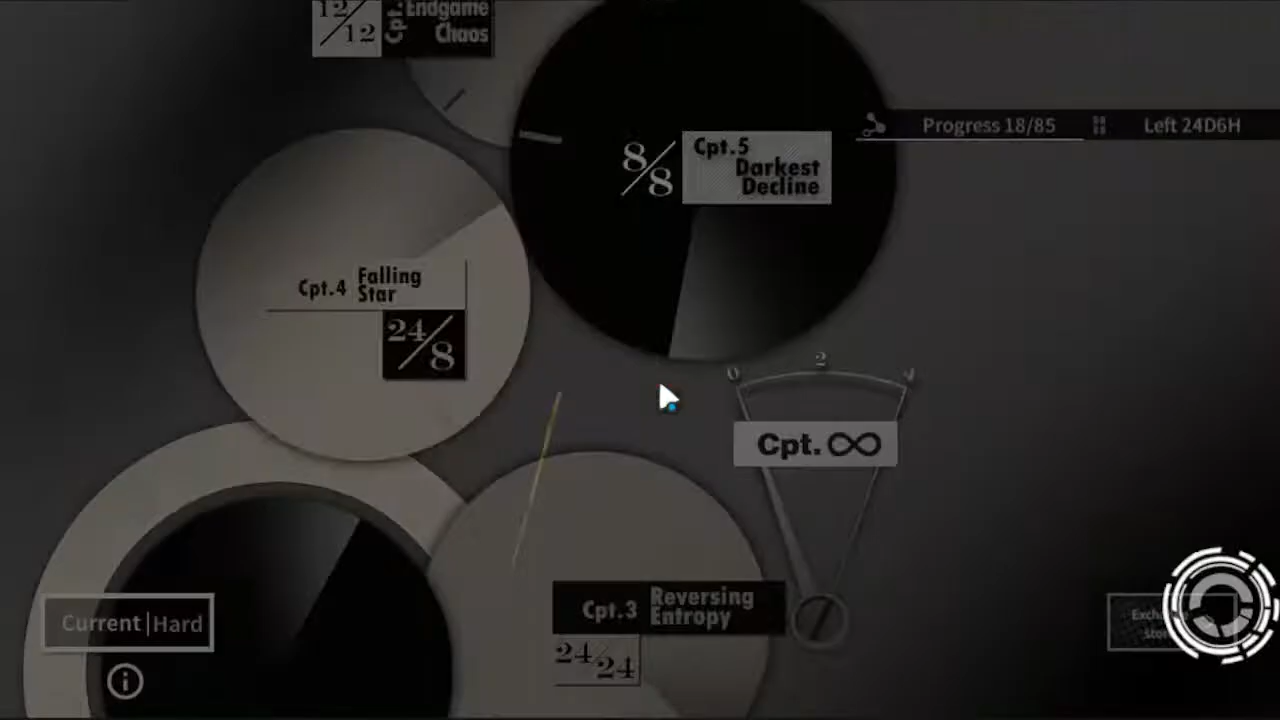 12/12
Cpt. Endgame
Chaos
8/8
Cpt.5
Darkest
Decline
Progress 18/85
Left 24D6H
Cpt.4 Falling
Star
24/8
0 2 4
Cpt.∞
Current|Hard
Cpt.3 Reversing
Entropy
24/24
i